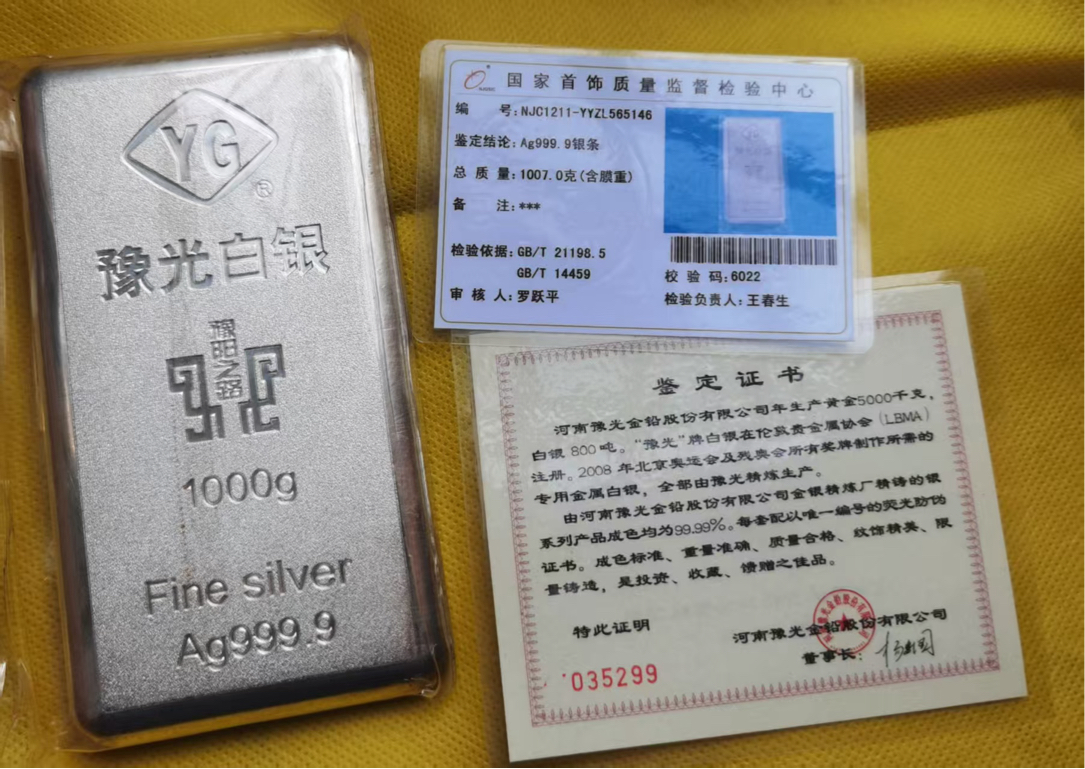 YG
®
豫光白银
豫阳之路
1000g
Fine silver
Ag999.9
国家首饰质量监督检验中心
编 号:NJC1211-YYZL565146
鉴定结论:Ag999.9银条
总 质 量:1007.0克(含膜重)
备 注:***
检验依据:GB/T 21198.5
GB/T 14459
审 核 人:罗跃平
校 验 码:6022
检验负责人:王春生
鉴定证书
河南豫光金铅股份有限公司年生产黄金5000千克,
白银 800 吨。“豫光”牌白银在伦敦贵金属协会(LBMA)
注册。2008 年北京奥运会及残奥会所有奖牌制作所需的
专用金属白银,全部由豫光精炼生产。
由河南豫光金铅股份有限公司金银精炼厂精铸的银
系列产品成色均为99.99%。每套配以唯一编号的荧光防伪
证书。成色标准、重量准确、质量合格、纹饰精美、限
量铸造,是投资、收藏、馈赠之佳品。
特此证明
河南豫光金铅股份有限公司
董事长:
035299